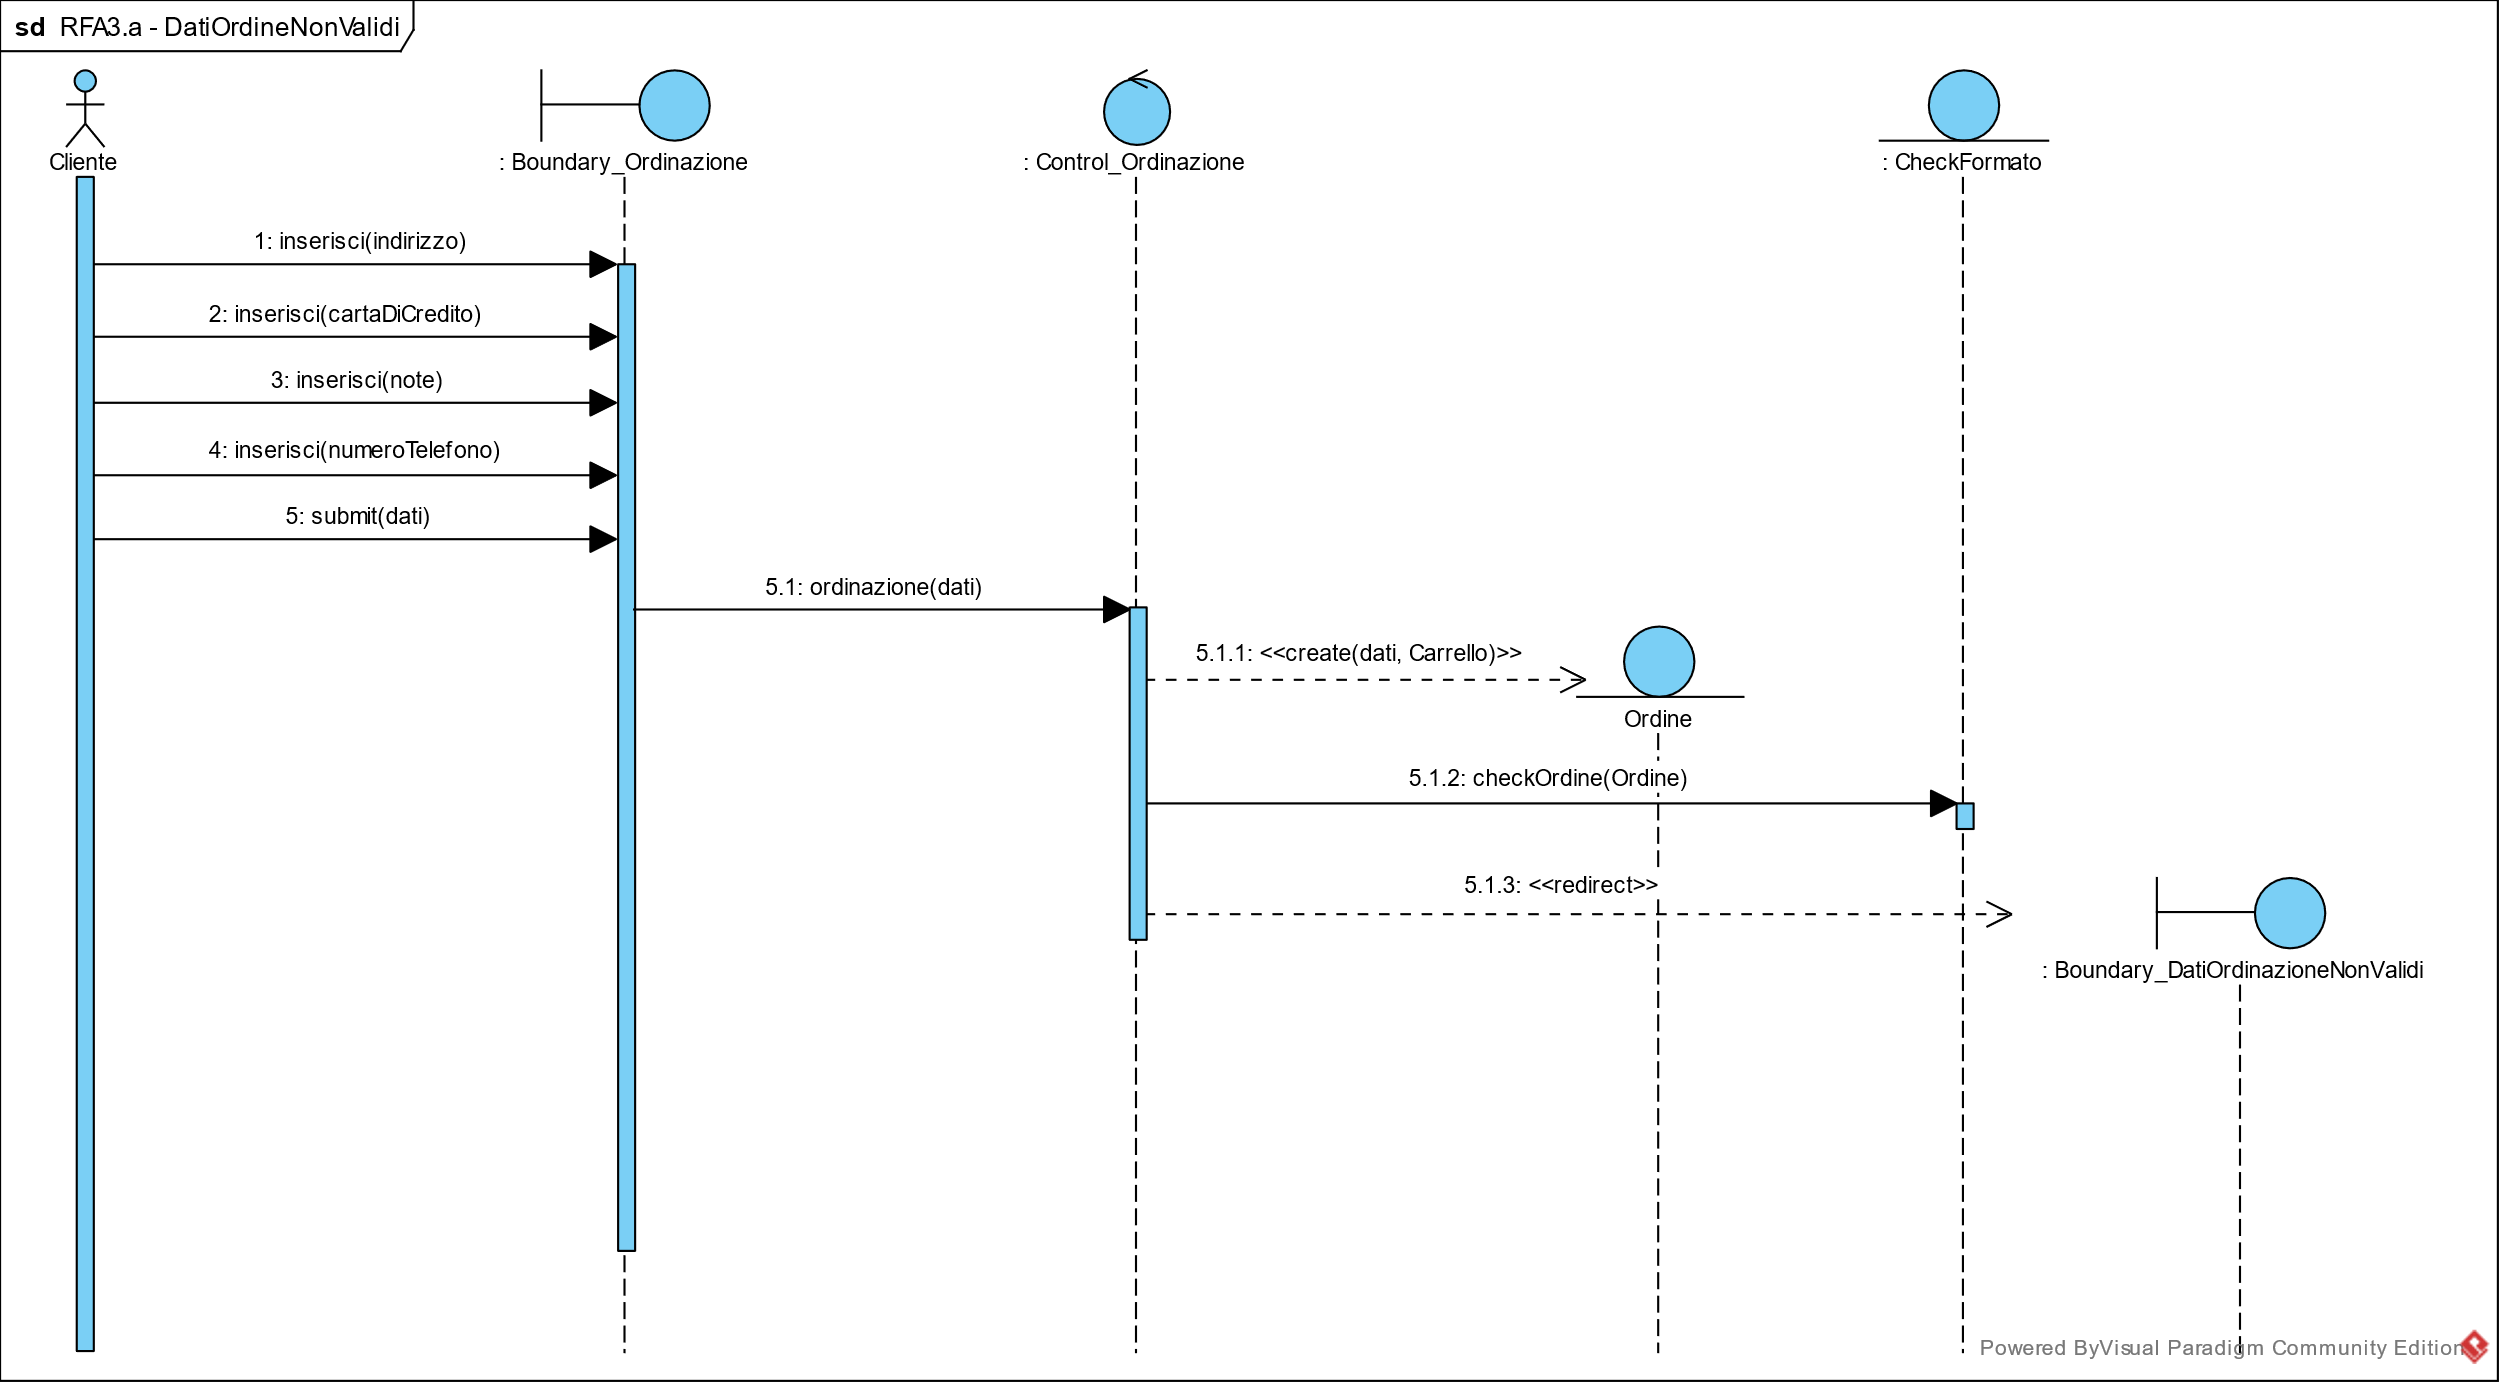 sd RFA3.a - DatiOrdineNonValidi
Cliente
: Boundary_Ordinazione
: Control_Ordinazione
: CheckFormato
1: inserisci(indirizzo)
2: inserisci(cartaDiCredito)
3: inserisci(note)
4: inserisci(numeroTelefono)
5: submit(dati)
5.1: ordinazione(dati)
5.1.1: <<create(dati, Carrello)>>
Ordine
5.1.2: checkOrdine(Ordine)
5.1.3: <<redirect>>
: Boundary_DatiOrdinazioneNonValidi
Powered ByVisual Paradigm Community Edition